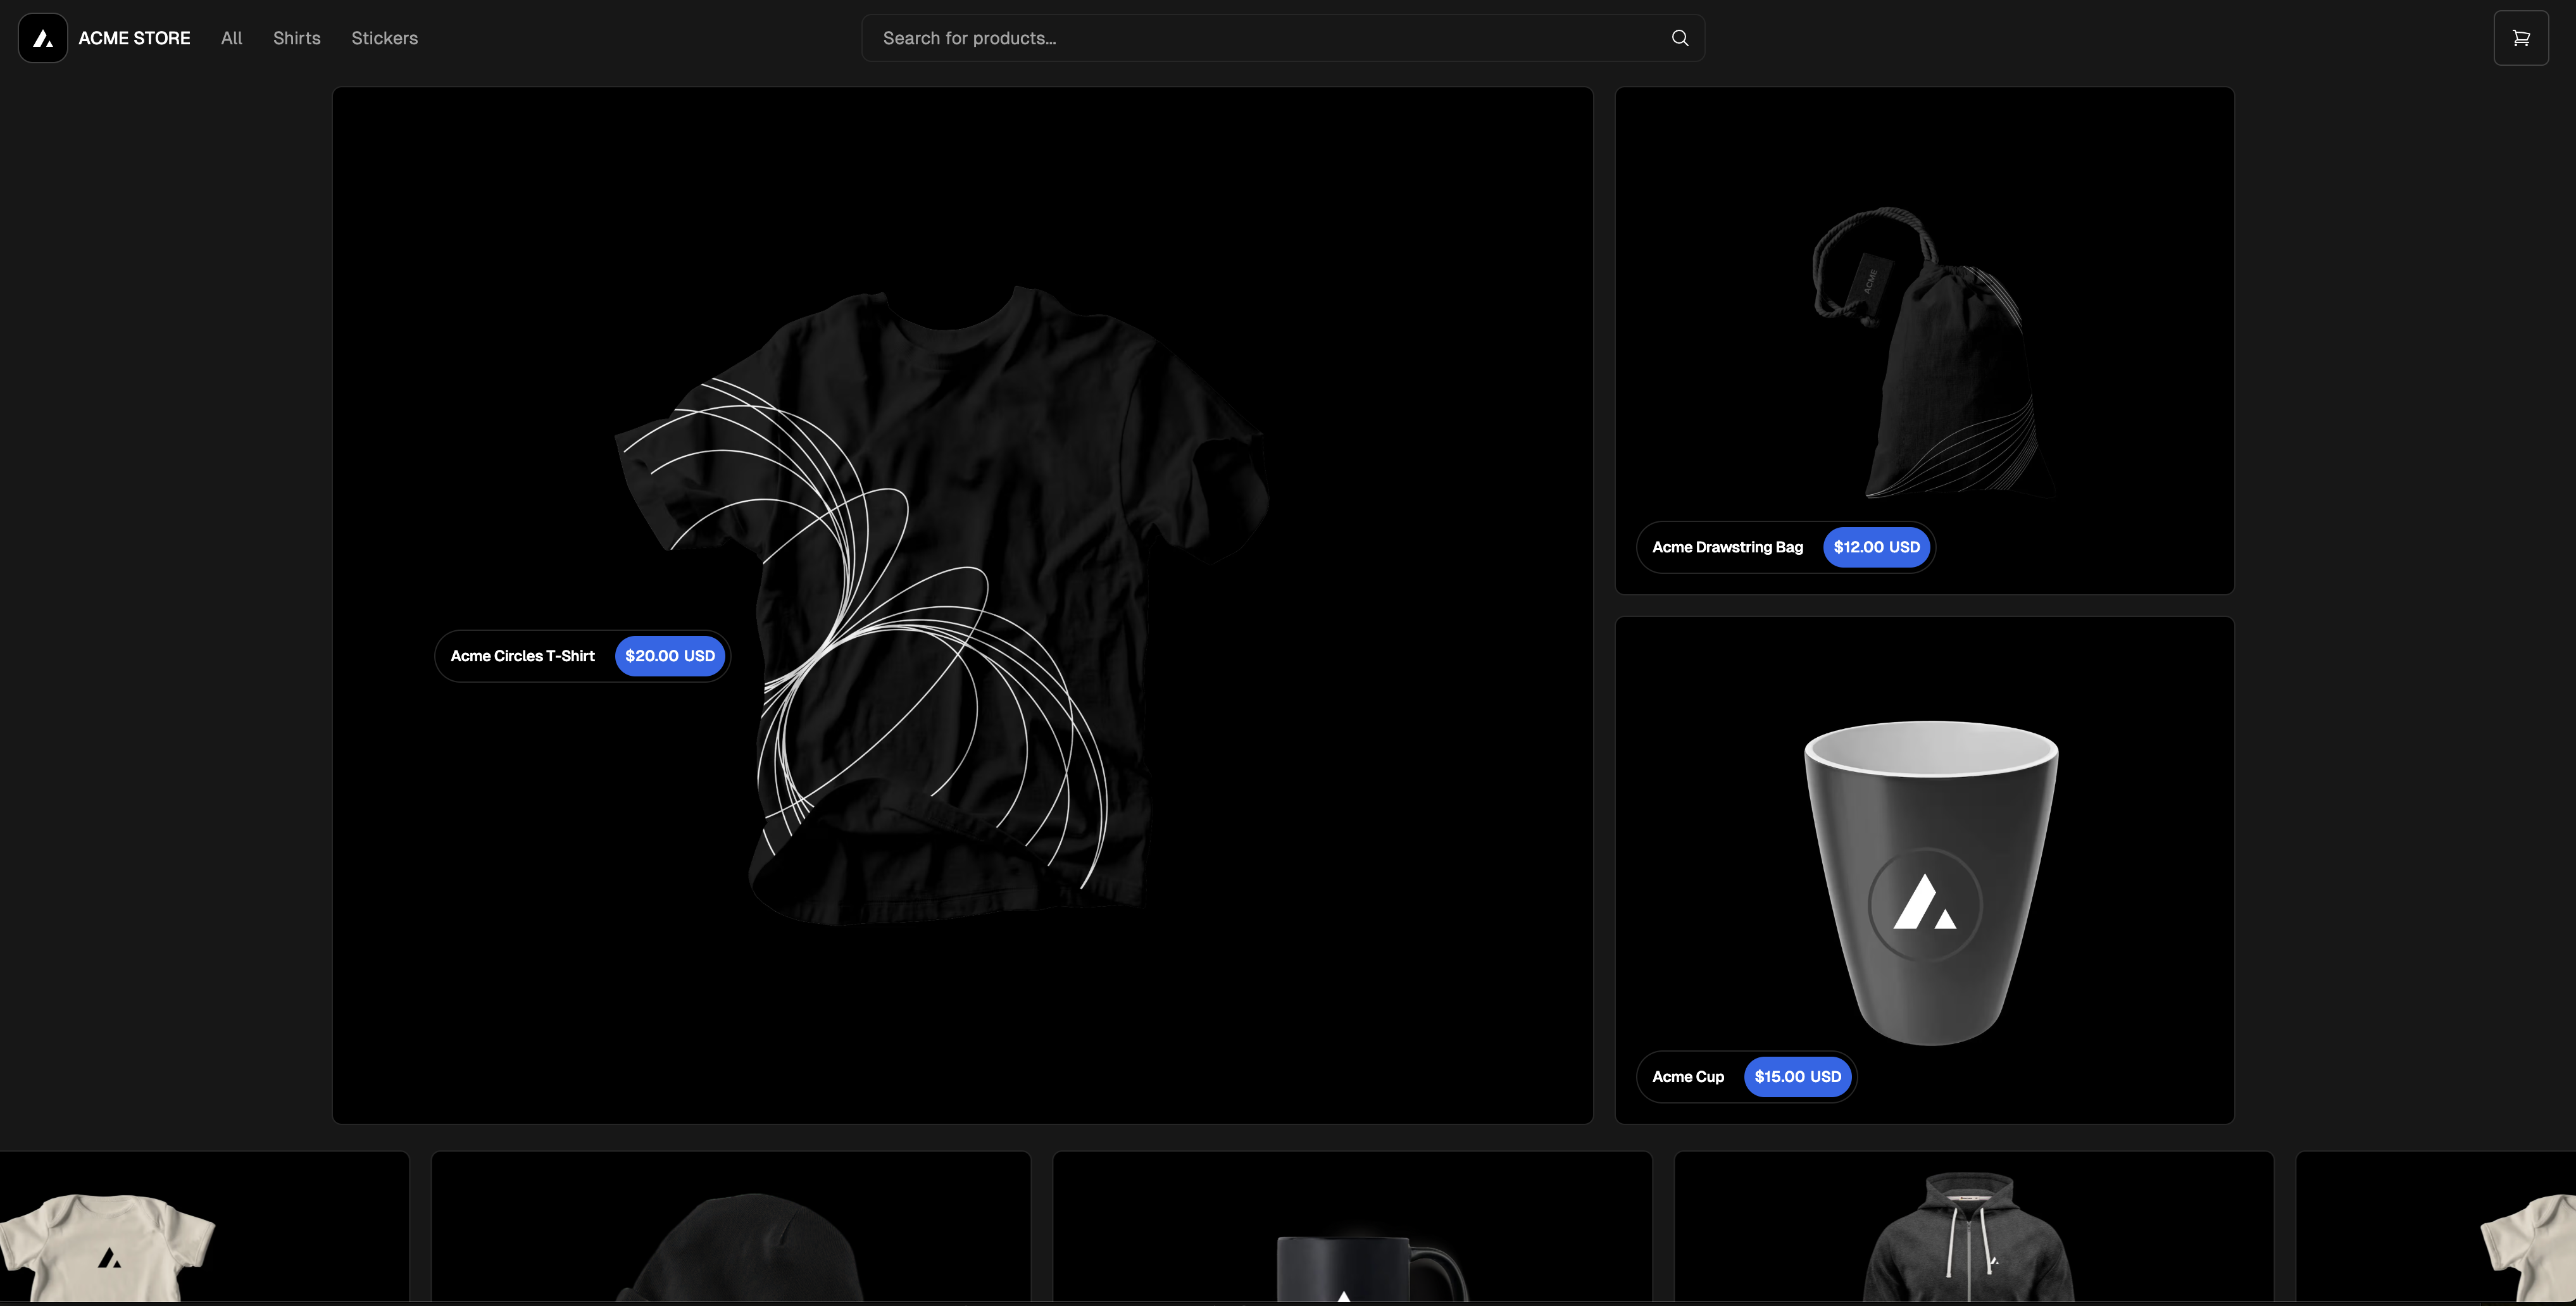 ACME STORE
All
Shirts
Stickers
Search for products...
ACME
Acme Drawstring Bag
$12.00 USD
Acme Circles T-Shirt
$20.00 USD
Acme Cup
$15.00 USD